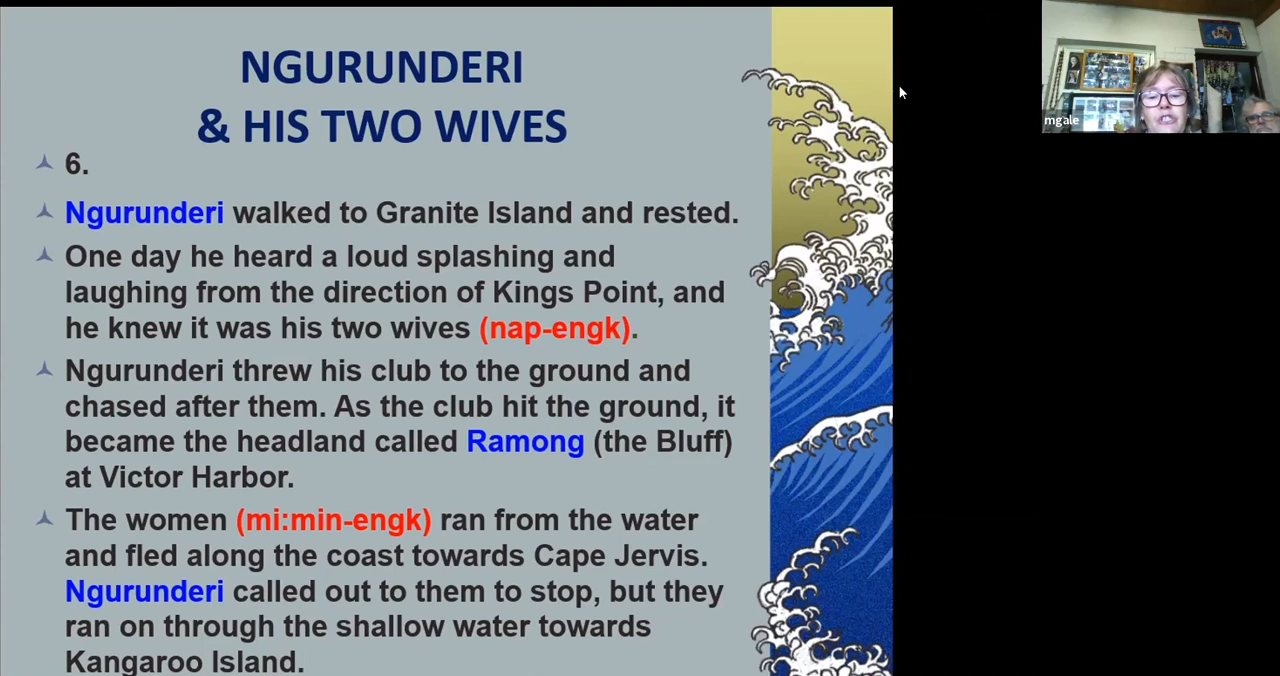 NGURUNDERI
& HIS TWO WIVES
6.
Ngurunderi walked to Granite Island and rested.
One day he heard a loud splashing and
laughing from the direction of Kings Point, and
he knew it was his two wives (nap-engk).
Ngurunderi threw his club to the ground and
chased after them. As the club hit the ground, it
became the headland called Ramong (the Bluff)
at Victor Harbor.
The women (mi:min-engk) ran from the water
and fled along the coast towards Cape Jervis.
Ngurunderi called out to them to stop, but they
ran on through the shallow water towards
Kangaroo Island.
mgale